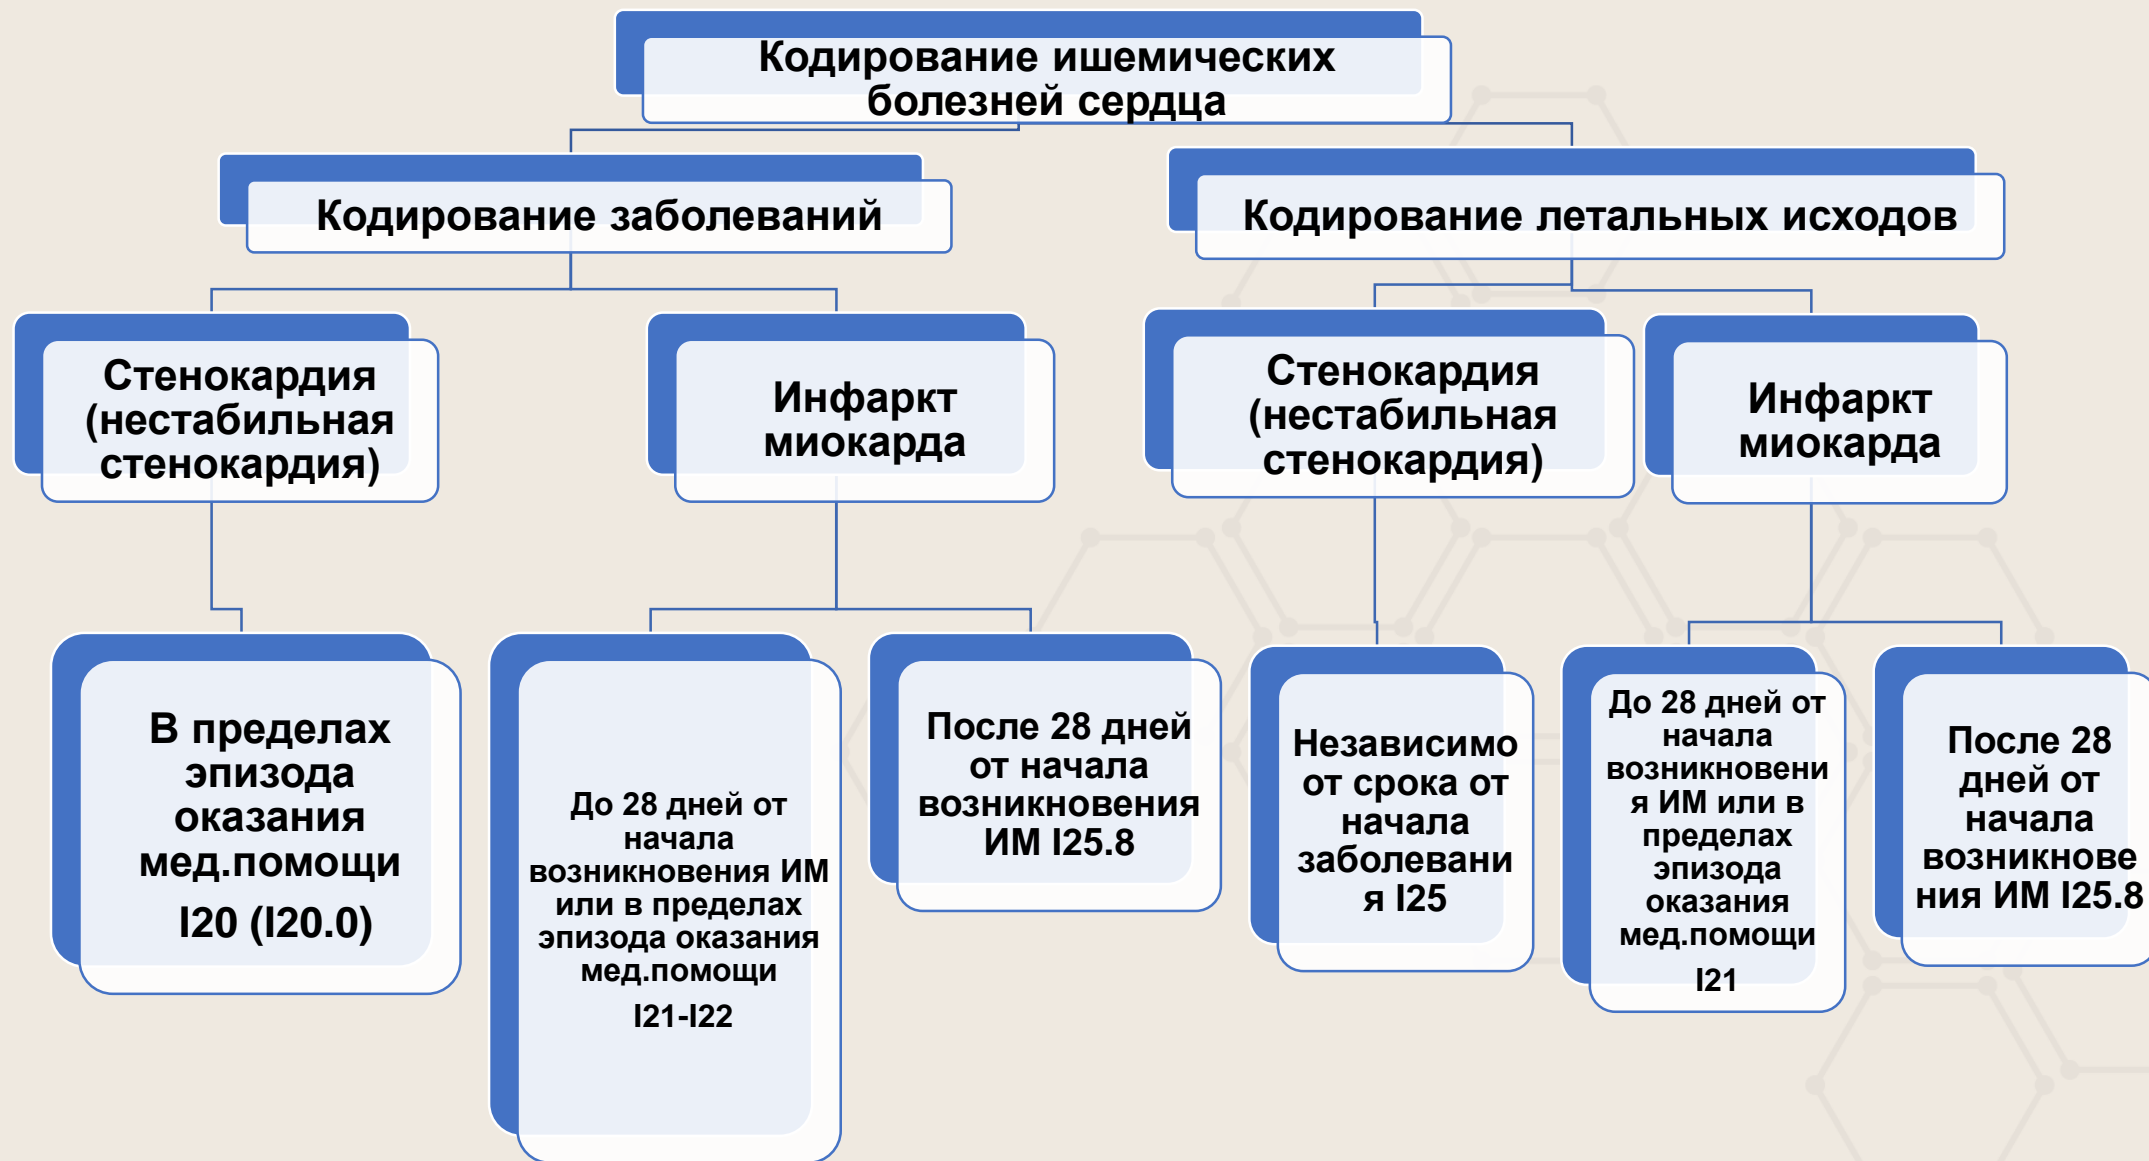 Кодирование ишемических
болезней сердца
Кодирование заболеваний
Кодирование летальных исходов
Стенокардия
(нестабильная
стенокардия)
Инфаркт
миокарда
Стенокардия
(нестабильная
стенокардия)
Инфаркт
миокарда
В пределах
эпизода
оказания
мед.помощи
I20 (I20.0)
До 28 дней от
начала
возникновения ИМ
или в пределах
эпизода оказания
мед.помощи
I21-I22
После 28 дней
от начала
возникновения
ИМ I25.8
Независимо
от срока от
начала
заболевани
я I25
До 28 дней от
начала
возникновени
я ИМ или в
пределах
эпизода
оказания
мед.помощи
I21
После 28
дней от
начала
возникнове
ния ИМ I25.8